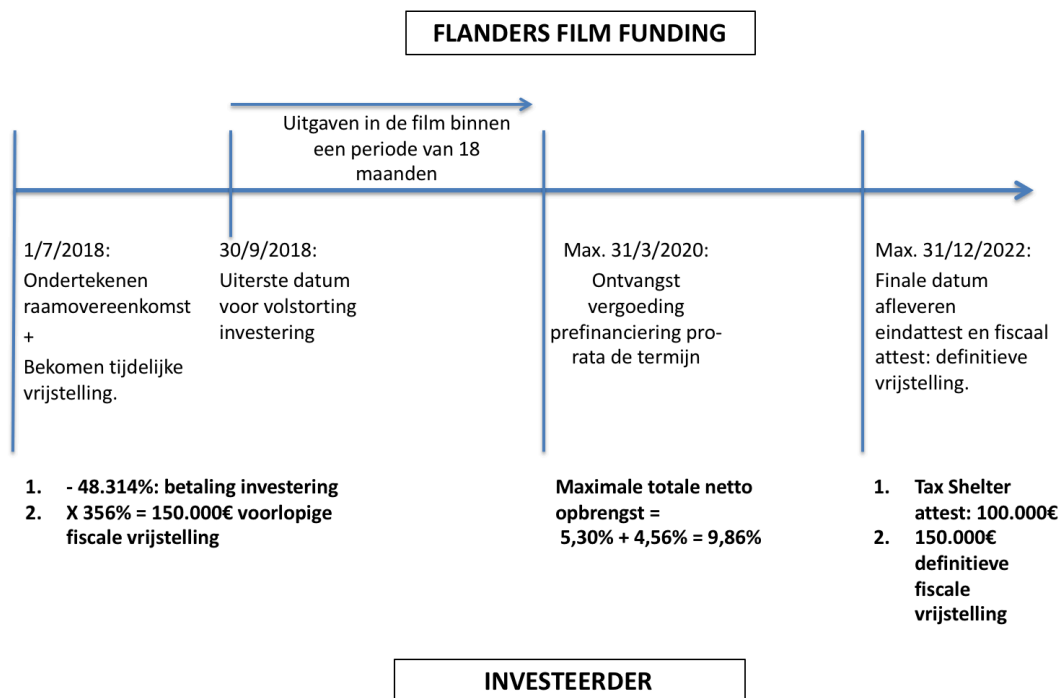 FLANDERS FILM FUNDING
Uitgaven in de film binnen
een periode van 18
maanden
1/7/2018:
Ondertekenen
raamovereenkomst
+
Bekomen tijdelijke
vrijstelling.
30/9/2018:
Uiterste datum
voor volstorting
investering
Max. 31/3/2020:
Ontvangst
vergoeding
prefinanciering pro-
rata de termijn
Max. 31/12/2022:
Finale datum
afleveren
eindattest en fiscaal
attest: definitieve
vrijstelling.
1. - 48.314%: betaling investering
2. X 356% = 150.000€ voorlopige
fiscale vrijstelling
Maximale totale netto
opbrengst =
5,30% + 4,56% = 9,86%
1. Tax Shelter
attest: 100.000€
2. 150.000€
definitieve
fiscale
vrijstelling
INVESTEERDER